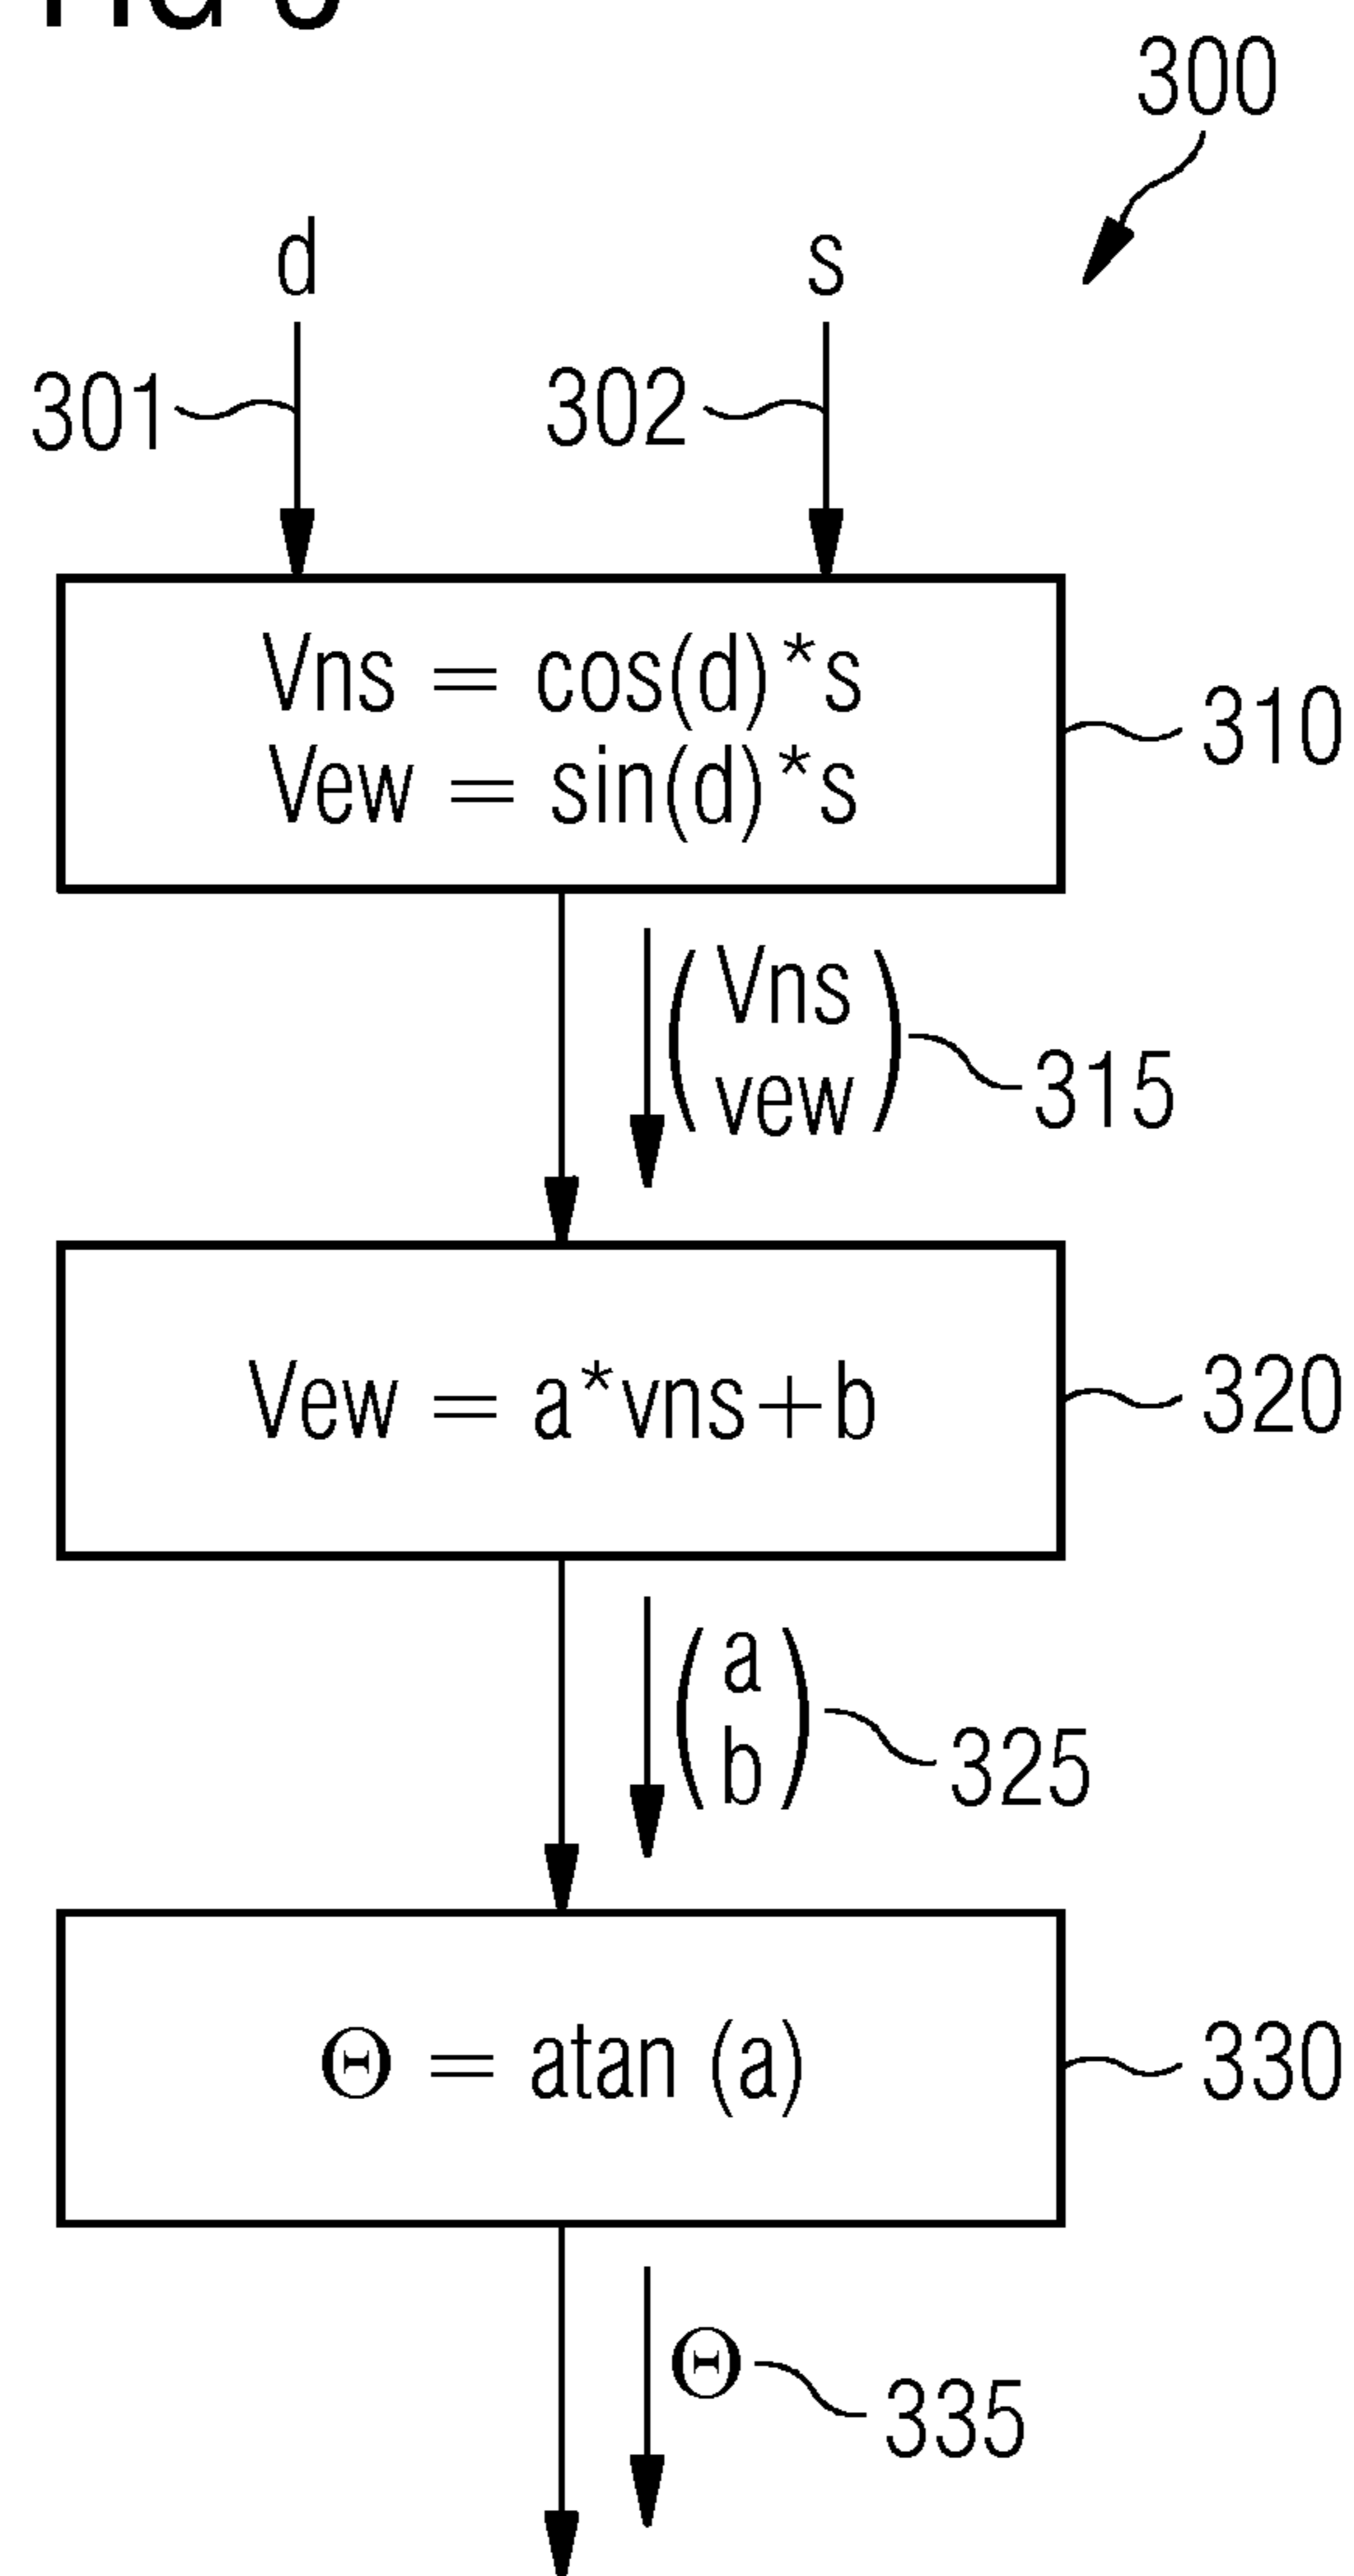 300
d
s
301
302
Vns = cos(d)*s
Vew = sin(d)*s
310
Vns
vew
315
Vew = a*vns+b
320
a
b
325
Θ = atan (a)
330
Θ
335